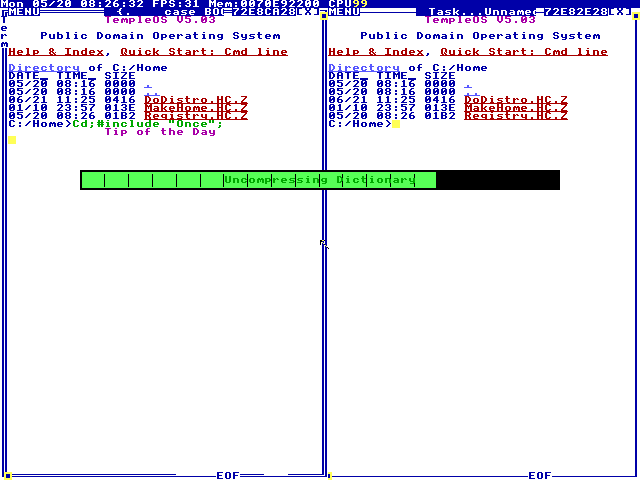 Mon 05/20 08:26:32 FPS:31 Mem:0070E92200 CPU99
MENU
72E8CA28[X]
Term
TempleOS V5.03
Public Domain Operating System
Help & Index, Quick Start: Cmd line
Directory of C:/Home
DATE_ TIME_ SIZE
05/20 08:16 0000 .
05/20 08:16 0000 ..
06/21 11:25 0416 DoDistro.HC.Z
01/10 23:57 013E MakeHome.HC.Z
05/20 08:26 01B2 Registry.HC.Z
C:/Home>Cd;#include "Once";
Tip of the Day
EOF
MENU Task...Unnamed 72E82E28[X]
TempleOS V5.03
Public Domain Operating System
Help & Index, Quick Start: Cmd line
Directory of C:/Home
DATE_ TIME_ SIZE
05/20 08:16 0000 .
05/20 08:16 0000 ..
06/21 11:25 0416 DoDistro.HC.Z
01/10 23:57 013E MakeHome.HC.Z
05/20 08:26 01B2 Registry.HC.Z
C:/Home>
EOF
Uncompressing Dictionary